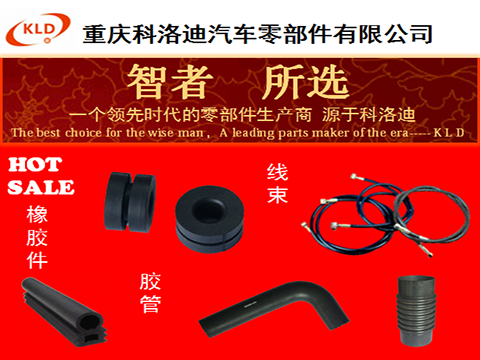 KLD
重庆科洛迪汽车零部件有限公司
智者 所选
一个领先时代的零部件生产商 源于科洛迪
The best choice for the wise man，A leading parts maker of the era-----K L D
HOT
SALE
橡胶件
胶管
线束